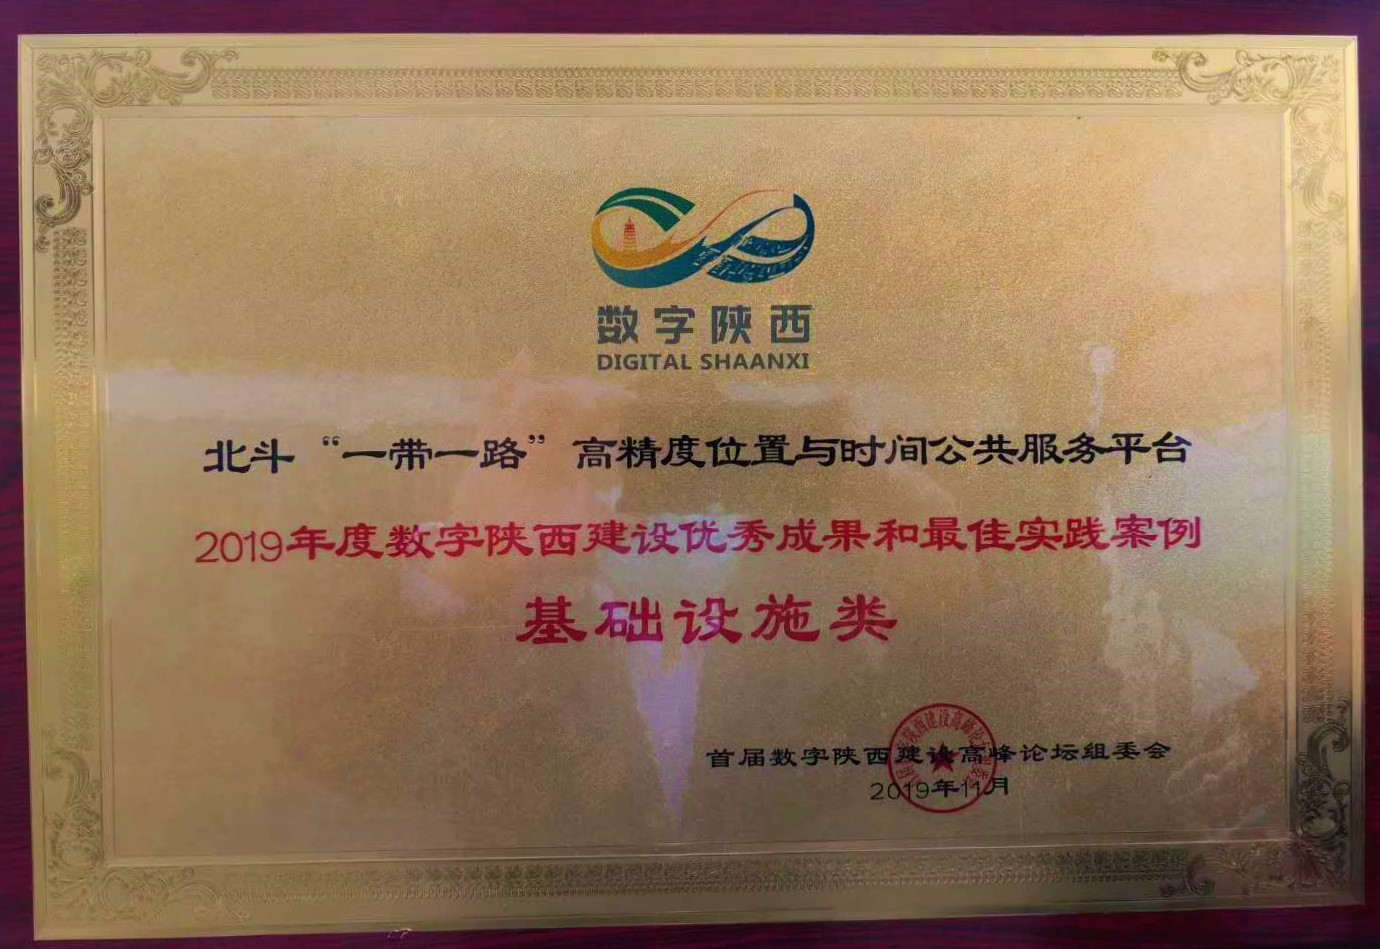 数字陕西
DIGITAL SHAANXI
北斗“一带一路”高精度位置与时间公共服务平台
2019年度数字陕西建设优秀成果和最佳实践案例
基础设施类
首届数字陕西建设高峰论坛组委会
2019年11月